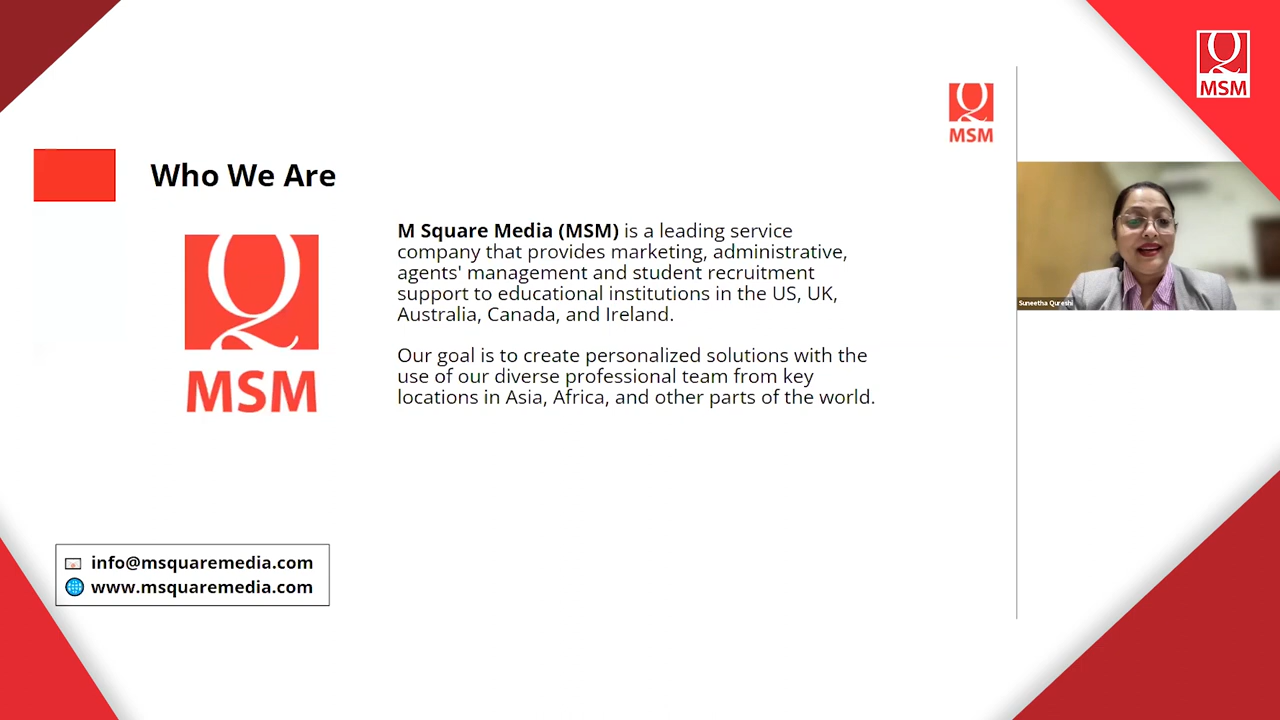 MSM
MSM
Who We Are
MSM
M Square Media (MSM) is a leading service
company that provides marketing, administrative,
agents' management and student recruitment
support to educational institutions in the US, UK,
Australia, Canada, and Ireland.
Our goal is to create personalized solutions with the
use of our diverse professional team from key
locations in Asia, Africa, and other parts of the world.
Suneetha Qureshi
info@msquaremedia.com
www.msquaremedia.com